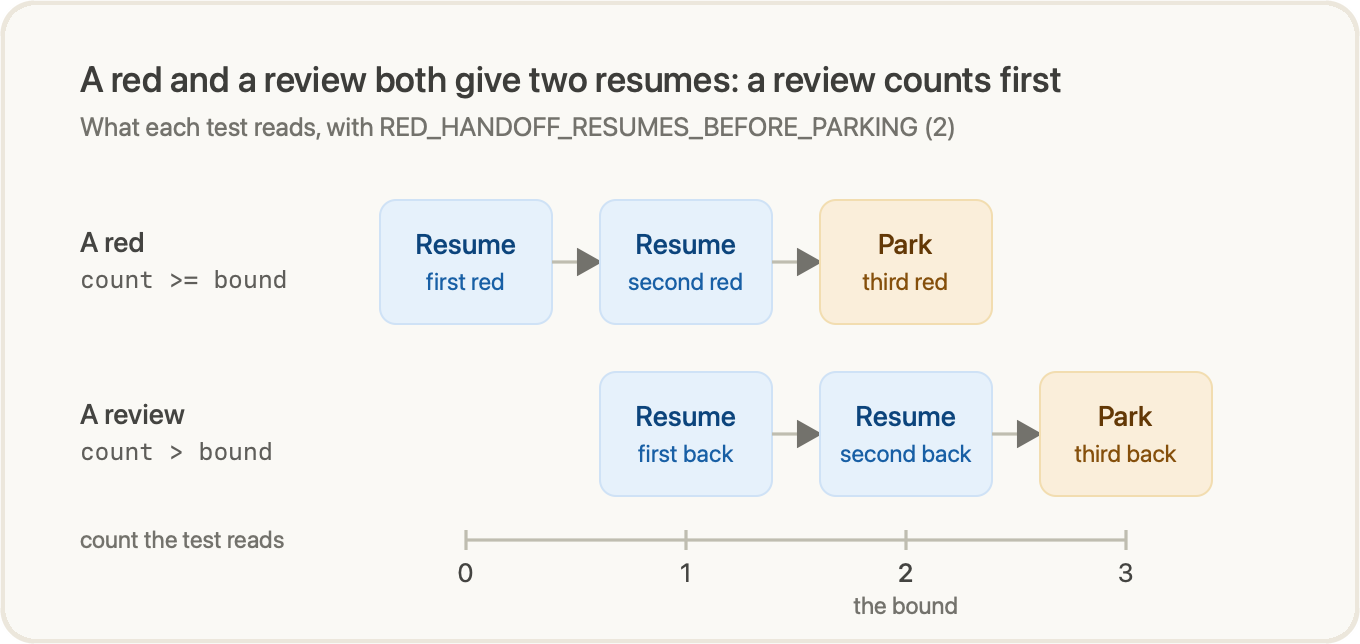 A red and a review both give two resumes: a review counts first
What each test reads, with RED_HANDOFF_RESUMES_BEFORE_PARKING (2)
A red
count >= bound
Resume
first red
Resume
second red
Park
third red
A review
count > bound
Resume
first back
Resume
second back
Park
third back
count the test reads
0
1
2
3
the bound